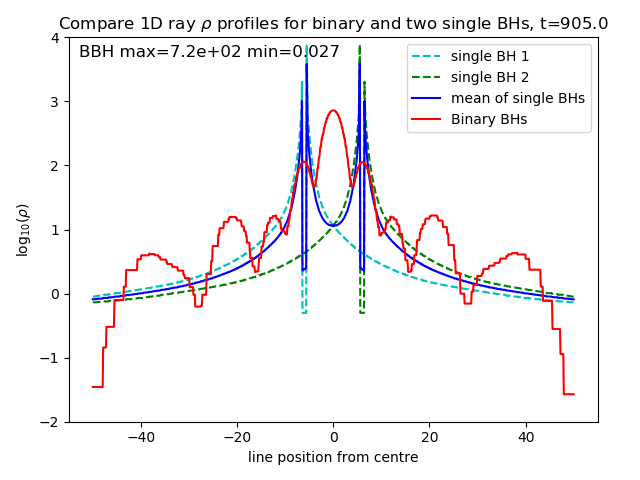 Compare 1D ray ρ profiles for binary and two single BHs, t=905.0
BBH max=7.2e+02 min=0.027
single BH 1
single BH 2
mean of single BHs
Binary BHs
log₁₀(ρ)
4
3
2
1
0
−1
−2
−40
−20
0
20
40
line position from centre